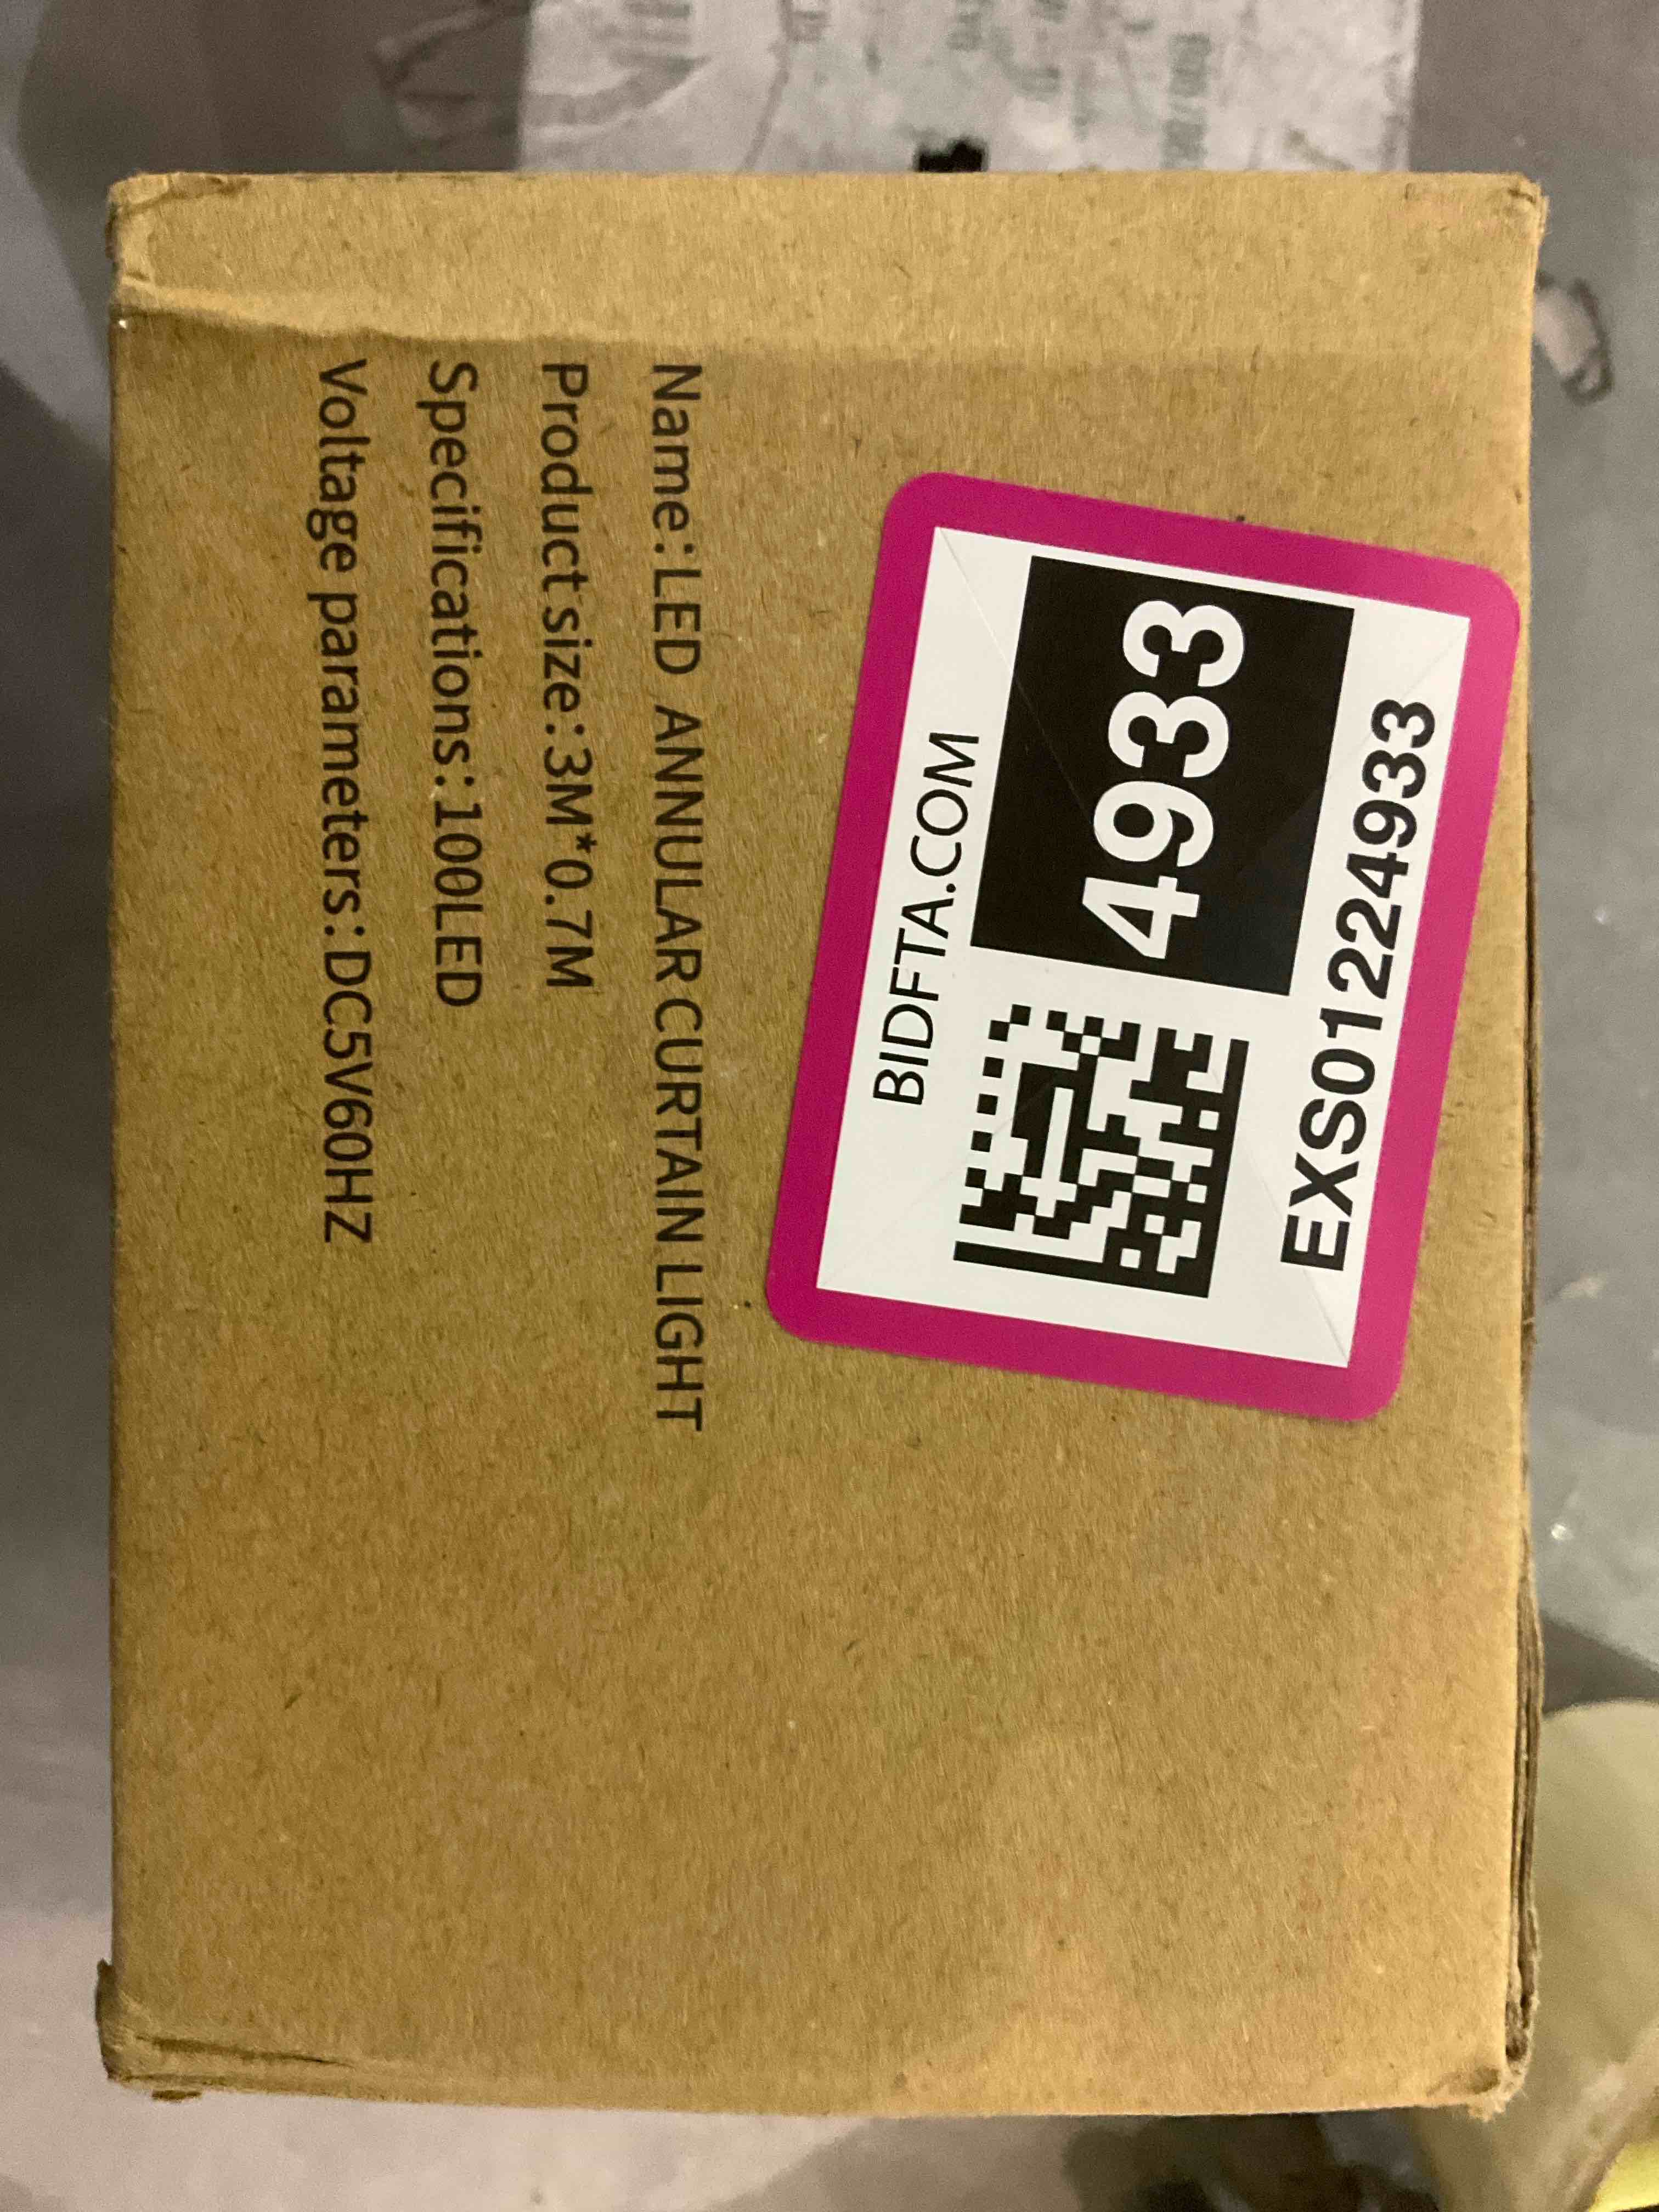 Name:LED ANNULAR CURTAIN LIGHT
Product size:3M*0.7M
Specifications:100LED
Voltage parameters:DC5V60HZ
BIDFTA.COM
4933
EXS01224933